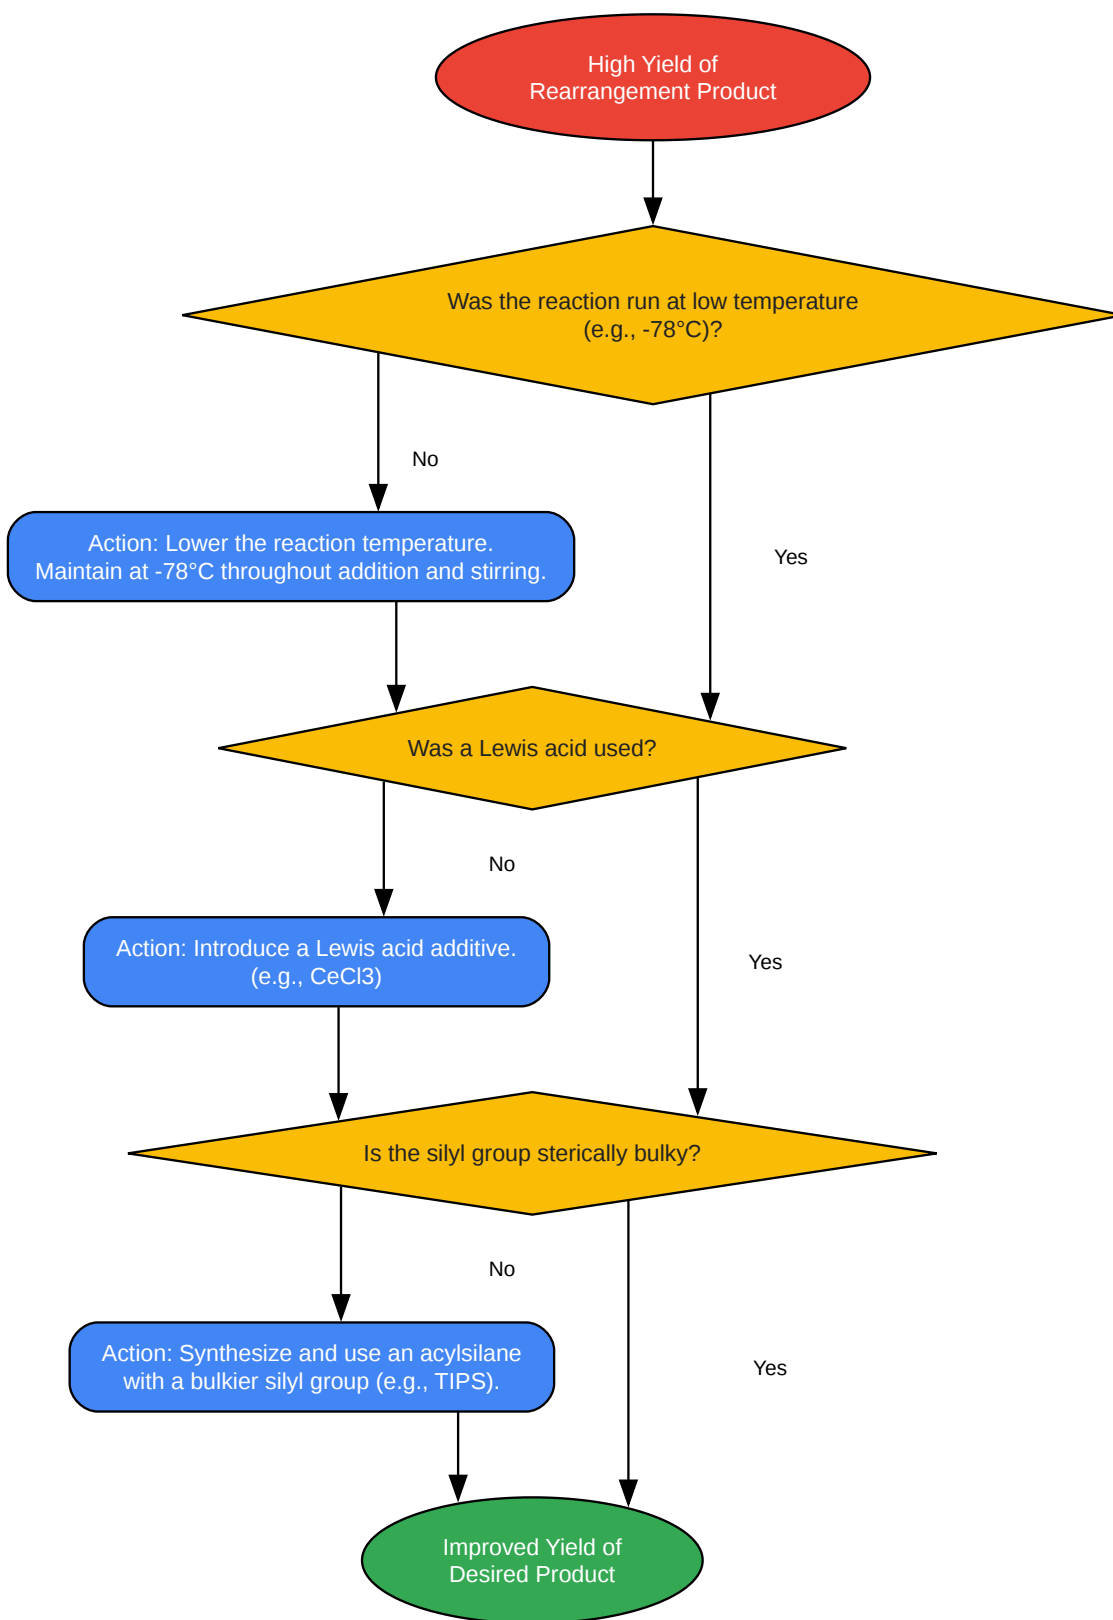 High Yield of
Rearrangement Product
Was the reaction run at low temperature
(e.g., -78°C)?
No
Action: Lower the reaction temperature.
Maintain at -78°C throughout addition and stirring.
Yes
Was a Lewis acid used?
No
Action: Introduce a Lewis acid additive.
(e.g., CeCl3)
Yes
Is the silyl group sterically bulky?
No
Action: Synthesize and use an acylsilane
with a bulkier silyl group (e.g., TIPS).
Yes
Improved Yield of
Desired Product